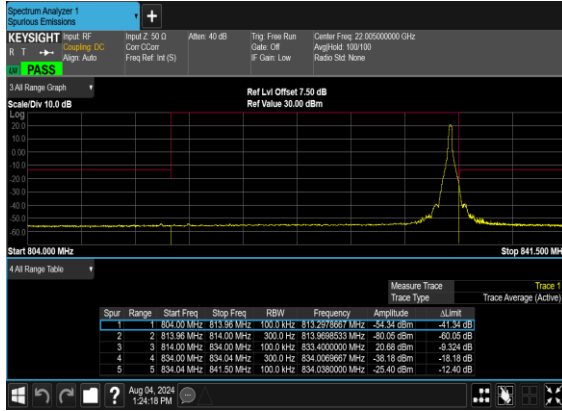 Spectrum Analyzer 1
Spurious Emissions
+
KEYSIGHT Input: RF Input Z: 50 Ω Atten: 40 dB Trig: Free Run Center Freq: 22.005000000 GHz
R T Coupling: DC Corr CCorr Gate: Off Avg|Hold: 100/100
Align: Auto Freq Ref: Int (S) IF Gain: Low Radio Std: None
PASS
3 All Range Graph Ref Lvl Offset 7.50 dB
Scale/Div 10.0 dB Ref Value 30.00 dBm
Log
20.0
10.0
0.00
-10.0
-20.0
-30.0
-40.0
-50.0
-60.0
Start 804.000 MHz Stop 841.500 MH
4 All Range Table
Measure Trace Trace 1
Trace Type Trace Average (Active)
Spur Range Start Freq Stop Freq RBW Frequency Amplitude ΔLimit
1 1 804.00 MHz 813.96 MHz 100.0 kHz 813.2978667 MHz -54.34 dBm -41.34 dB
2 2 813.96 MHz 814.00 MHz 300.0 Hz 813.9698533 MHz -80.05 dBm -60.05 dB
3 3 814.00 MHz 834.00 MHz 100.0 kHz 833.4000000 MHz 20.68 dBm -9.324 dB
4 4 834.00 MHz 834.04 MHz 300.0 Hz 834.0069667 MHz -38.18 dBm -18.18 dB
5 5 834.04 MHz 841.50 MHz 100.0 kHz 834.0380000 MHz -25.40 dBm -12.40 dB
? Aug 04, 2024
1:24:18 PM